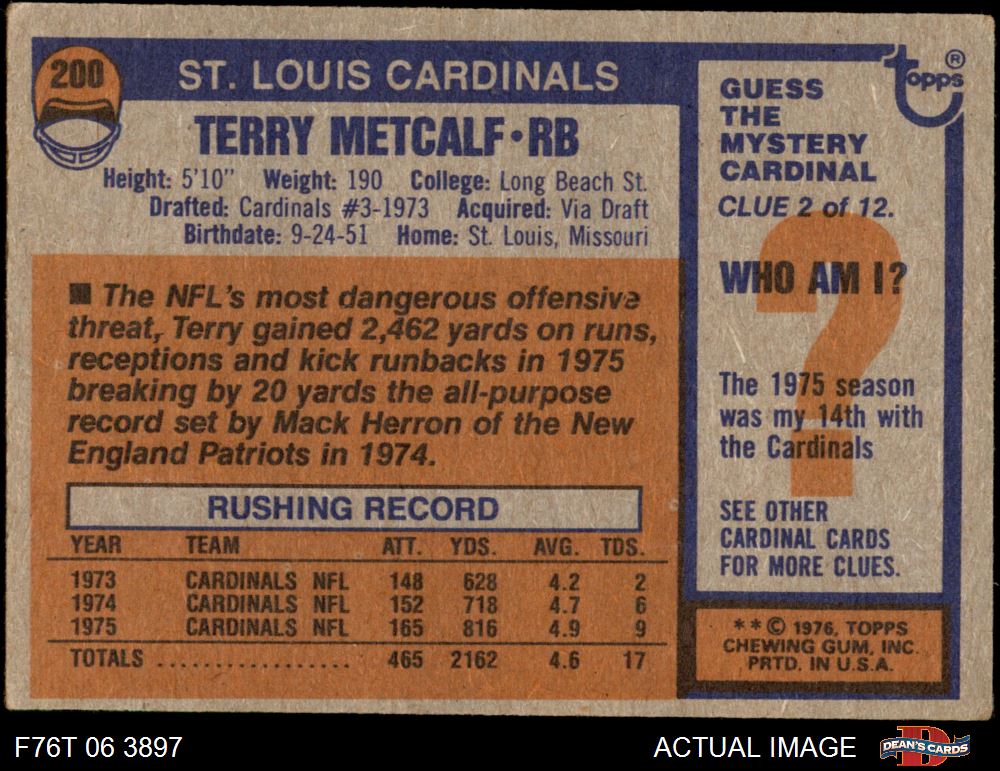 200
ST. LOUIS CARDINALS
TERRY METCALF•RB
Height: 5'10" Weight: 190 College: Long Beach St.
Drafted: Cardinals #3-1973 Acquired: Via Draft
Birthdate: 9-24-51 Home: St. Louis, Missouri
■ The NFL's most dangerous offensive
threat, Terry gained 2,462 yards on runs,
receptions and kick runbacks in 1975
breaking by 20 yards the all-purpose
record set by Mack Herron of the New
England Patriots in 1974.
RUSHING RECORD
YEAR TEAM ATT. YDS. AVG. TDS.
1973 CARDINALS NFL 148 628 4.2 2
1974 CARDINALS NFL 152 718 4.7 6
1975 CARDINALS NFL 165 816 4.9 9
TOTALS ................. 465 2162 4.6 17
topps®
GUESS
THE
MYSTERY
CARDINAL
CLUE 2 of 12.
?
WHO AM I?
The 1975 season
was my 14th with
the Cardinals
SEE OTHER
CARDINAL CARDS
FOR MORE CLUES.
**© 1976, TOPPS
CHEWING GUM, INC.
PRTD. IN U.S.A.
F76T 06 3897
ACTUAL IMAGE
DEAN'S CARDS